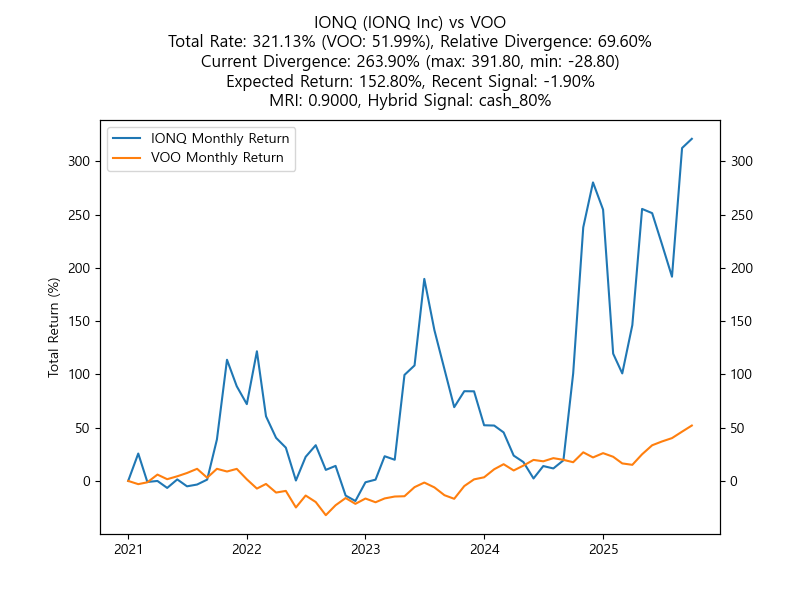 IONQ (IONQ Inc) vs VOO
Total Rate: 321.13% (VOO: 51.99%), Relative Divergence: 69.60%
Current Divergence: 263.90% (max: 391.80, min: -28.80)
Expected Return: 152.80%, Recent Signal: -1.90%
MRI: 0.9000, Hybrid Signal: cash_80%
IONQ Monthly Return
VOO Monthly Return
Total Return (%)
300
250
200
150
100
50
0
300
250
200
150
100
50
0
2021
2022
2023
2024
2025